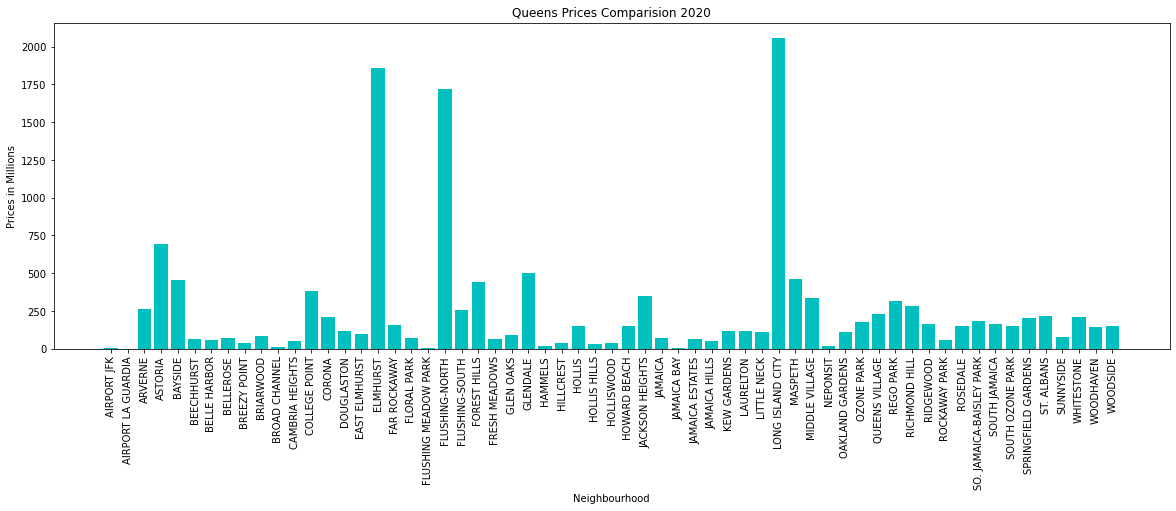 Queens Prices Comparision 2020
Prices in Millions
2000
1750
1500
1250
1000
750
500
250
0
AIRPORT JFK
AIRPORT LA GUARDIA
ARVERNE
ASTORIA
BAYSIDE
BEECHHURST
BELLE HARBOR
BELLEROSE
BREEZY POINT
BRIARWOOD
BROAD CHANNEL
CAMBRIA HEIGHTS
COLLEGE POINT
CORONA
DOUGLASTON
EAST ELMHURST
ELMHURST
FAR ROCKAWAY
FLORAL PARK
FLUSHING MEADOW PARK
FLUSHING-NORTH
FLUSHING-SOUTH
FOREST HILLS
FRESH MEADOWS
GLEN OAKS
GLENDALE
HAMMELS
HILLCREST
HOLLIS
HOLLIS HILLS
HOLLISWOOD
HOWARD BEACH
JACKSON HEIGHTS
JAMAICA
JAMAICA BAY
JAMAICA ESTATES
JAMAICA HILLS
KEW GARDENS
LAURELTON
LITTLE NECK
LONG ISLAND CITY
MASPETH
MIDDLE VILLAGE
NEPONSIT
OAKLAND GARDENS
OZONE PARK
QUEENS VILLAGE
REGO PARK
RICHMOND HILL
RIDGEWOOD
ROCKAWAY PARK
ROSEDALE
SO. JAMAICA-BAISLEY PARK
SOUTH JAMAICA
SOUTH OZONE PARK
SPRINGFIELD GARDENS
ST. ALBANS
SUNNYSIDE
WHITESTONE
WOODHAVEN
WOODSIDE
Neighbourhood